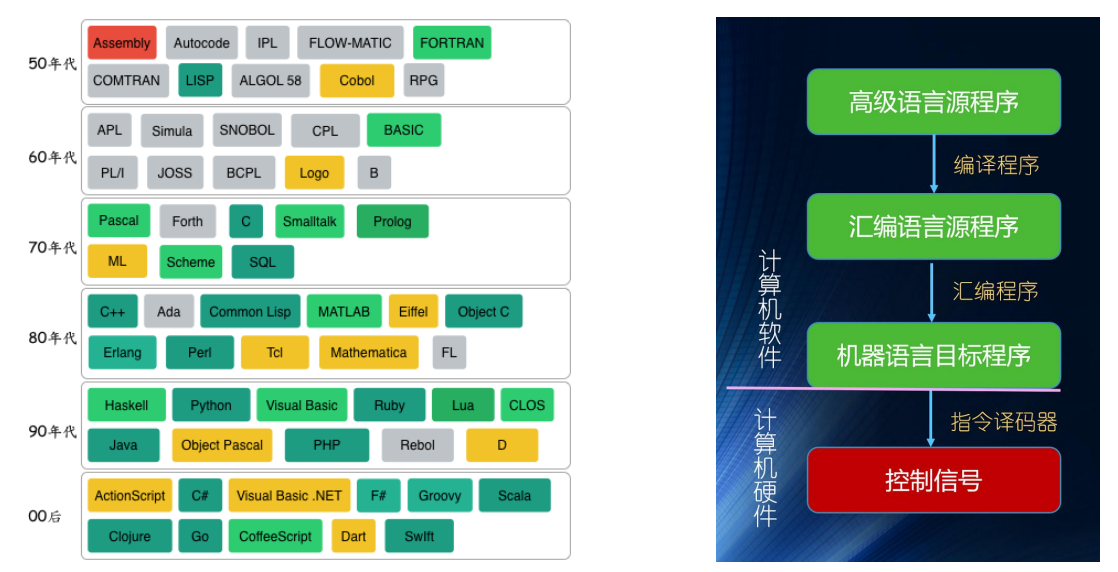 50年代
Assembly Autocode IPL FLOW-MATIC FORTRAN
COMTRAN LISP ALGOL 58 Cobol RPG
60年代
APL Simula SNOBOL CPL BASIC
PL/I JOSS BCPL Logo B
70年代
Pascal Forth C Smalltalk Prolog
ML Scheme SQL
80年代
C++ Ada Common Lisp MATLAB Eiffel Object C
Erlang Perl Tcl Mathematica FL
90年代
Haskell Python Visual Basic Ruby Lua CLOS
Java Object Pascal PHP Rebol D
00后
ActionScript C# Visual Basic .NET F# Groovy Scala
Clojure Go CoffeeScript Dart SwIft
高级语言源程序
编译程序
汇编语言源程序
汇编程序
机器语言目标程序
指令译码器
控制信号
计算机软件
计算机硬件